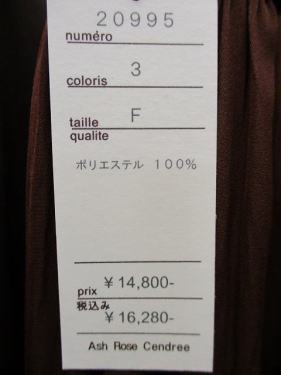 20995
numéro
3
coloris
F
taille
qualite
ポリエステル 100%
¥14,800-
prix
税込み
¥16,280-
Ash Rose Cendree